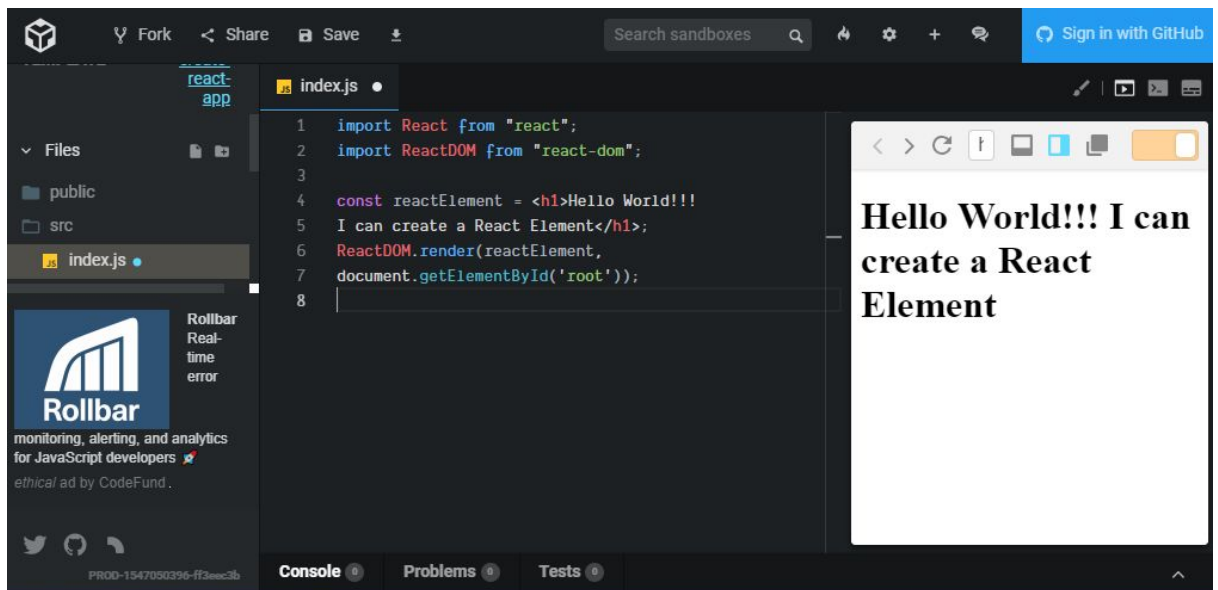 Fork Share Save Search sandboxes Sign in with GitHub
create-
react-
app
Files
public
src
JS index.js
Rollbar
Rollbar
Real-
time
error
monitoring, alerting, and analytics
for JavaScript developers 🚀
ethical ad by CodeFund.
PROD-1547050396-ff3eec3b
JS index.js
1 import React from "react";
2 import ReactDOM from "react-dom";
3
4 const reactElement = <h1>Hello World!!!
5 I can create a React Element</h1>;
6 ReactDOM.render(reactElement,
7 document.getElementById('root'));
8
Hello World!!! I can
create a React
Element
Console 0 Problems 0 Tests 0